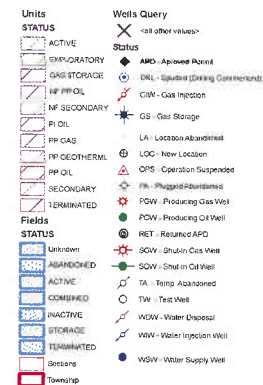 Units
STATUS
ACTIVE
EXPLORATORY
GAS STORAGE
NF PP OIL
NF SECONDARY
PI OIL
PP GAS
PP GEOTHERML
PP OIL
SECONDARY
TERMINATED
Fields
STATUS
Unknown
ABANDONED
ACTIVE
COMBINED
INACTIVE
STORAGE
TERMINATED
Sections
Township
Wells Query
<all other values>
Status
APD - Aproved Permit
DRL - Spudded (Drilling Commenced)
GIW - Gas Injection
GS - Gas Storage
LA - Location Abandoned
LOC - New Location
OPS - Operation Suspended
PA - Plugged Abandoned
PGW - Producing Gas Well
POW - Producing Oil Well
RET - Returned APD
SGW - Shut-in Gas Well
SOW - Shut-in Oil Well
TA - Temp. Abandoned
TW - Test Well
WDW - Water Disposal
WIW - Water Injection Well
WSW - Water Supply Well